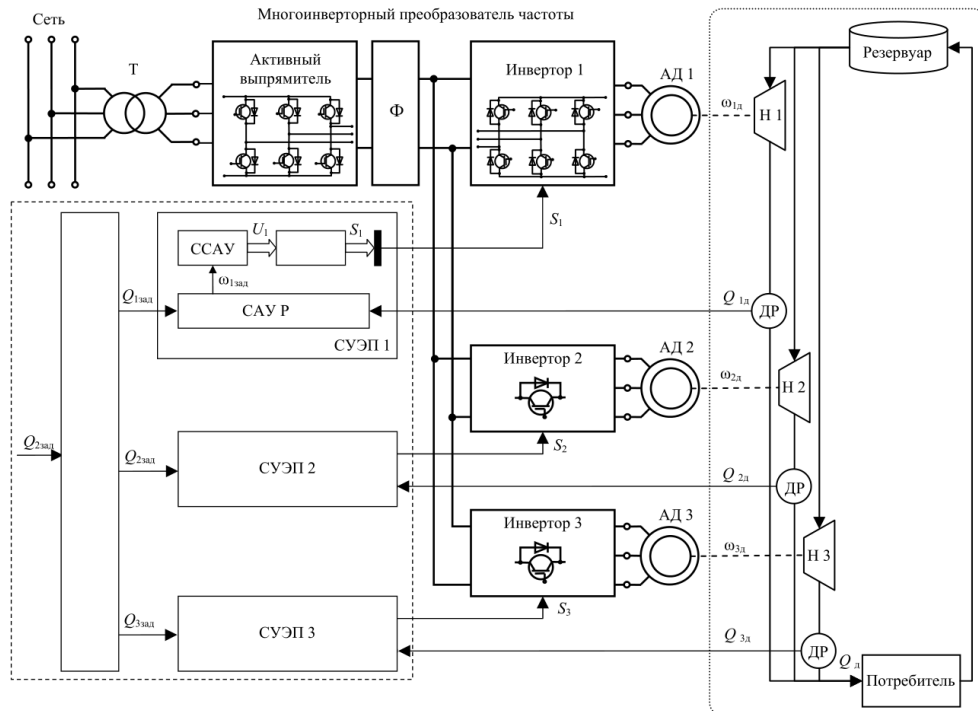 Многоинверторный преобразователь частоты
Сеть
Т
Активный
выпрямитель
Ф
Инвертор 1
АД 1
ω1д
Н 1
Резервуар
S1
ССАУ
U1
S1
ω1зад
Q1зад
САУ Р
СУЭП 1
Q 1д
ДР
Инвертор 2
АД 2
ω2д
Н 2
Q2зад
Q2зад
СУЭП 2
S2
Q 2д
ДР
Инвертор 3
АД 3
ω3д
Н 3
Q3зад
СУЭП 3
S3
Q 3д
ДР
Q д
Потребитель